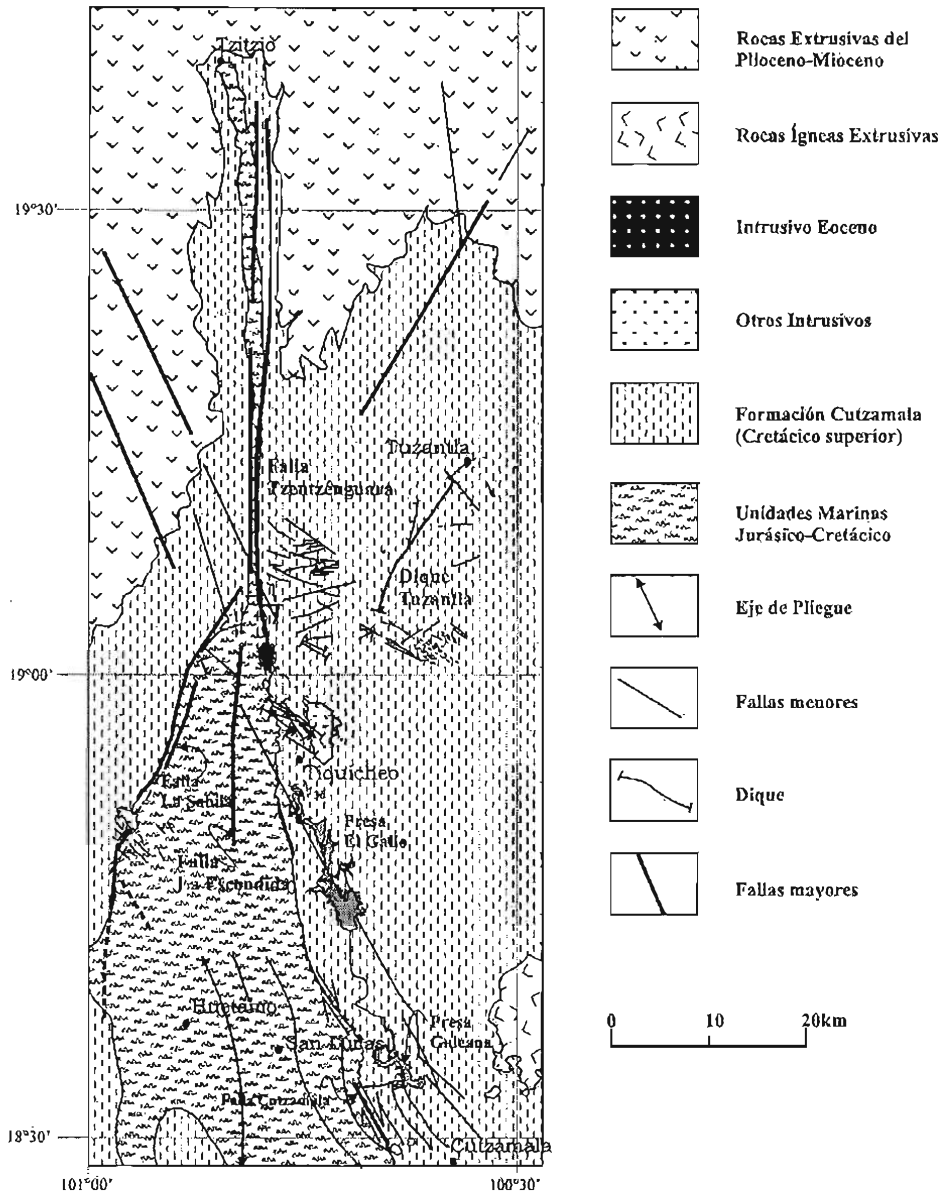 Tzitzio
19°30'
Falla
Tzentzénguaro
Tuzantla
Dique
Tuzantla
19°00'
Tiquicheo
Falla
Presa
El Gallo
Falla
Huetamo
San Lucas
Presa
Galeana
Falla Cutzamala
18°30'
Cutzamala
101°00'
100°30'
Rocas Extrusivas del
Plioceno-Mioceno
Rocas Ígneas Extrusivas
Intrusivo Eoceno
Otros Intrusivos
Formación Cutzamala
(Cretácico superior)
Unidades Marinas
Jurásico-Cretácico
Eje de Pliegue
Fallas menores
Dique
Fallas mayores
0 10 20km